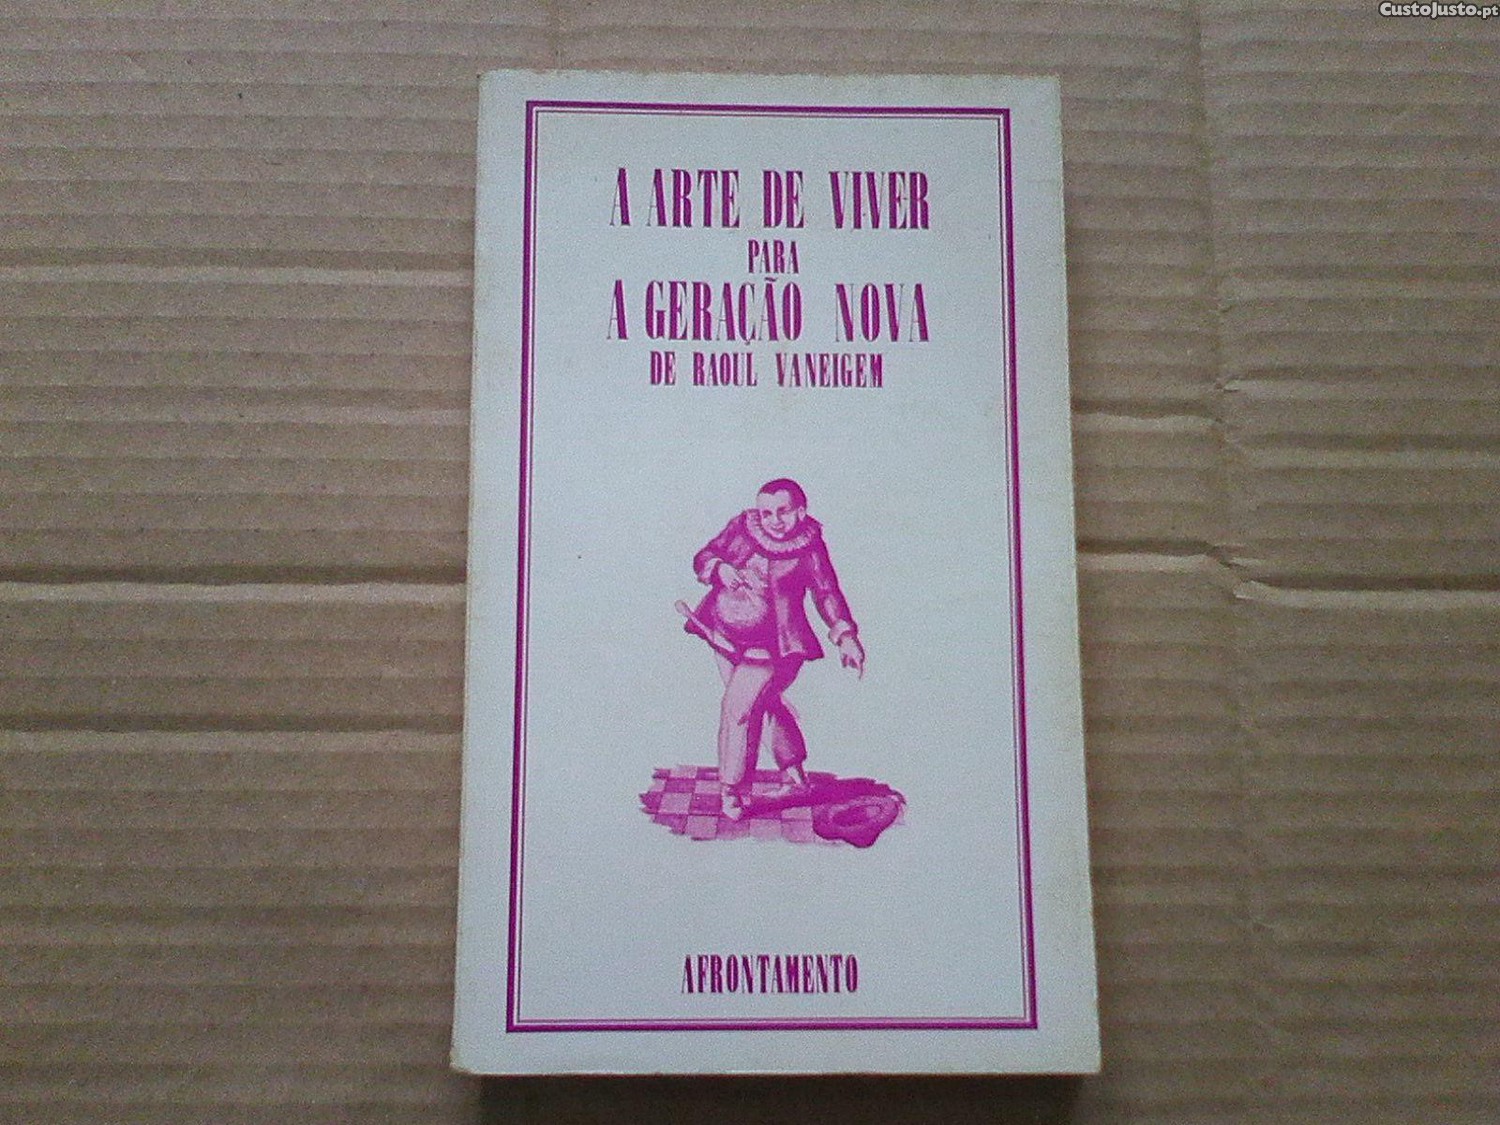 CustoJusto.pt
A ARTE DE VIVER
PARA
A GERAÇÃO NOVA
DE RAOUL VANEIGEM
AFRONTAMENTO